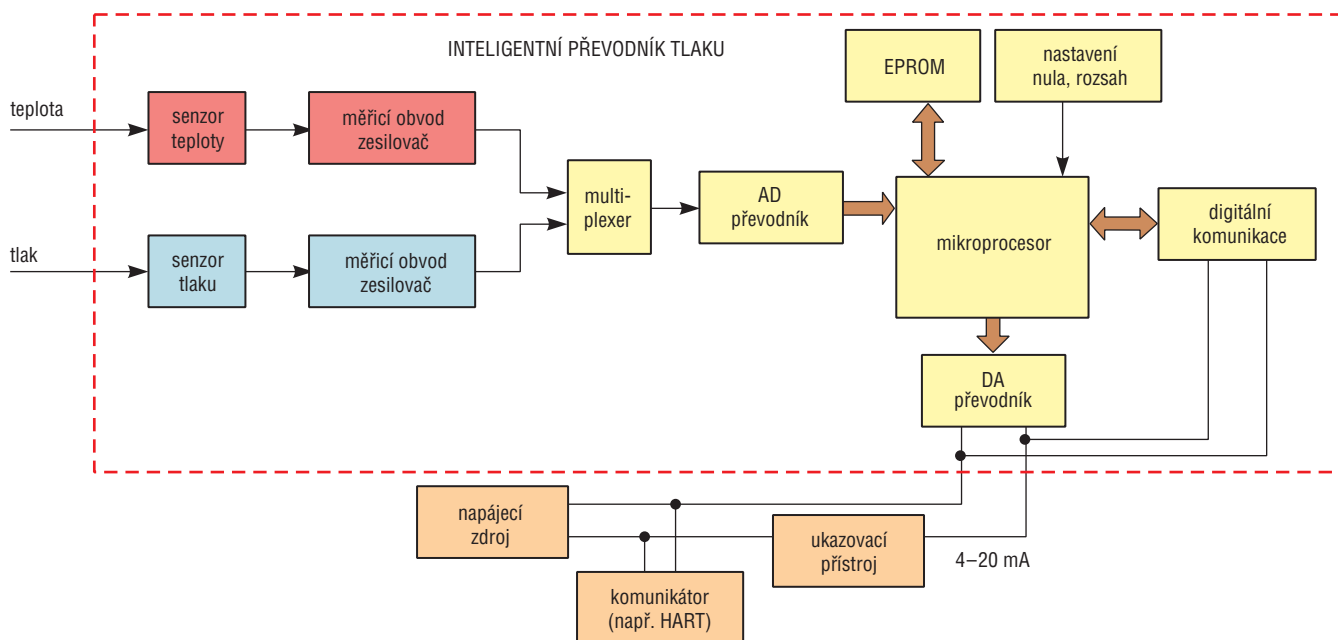 INTELIGENTNÍ PŘEVODNÍK TLAKU
EPROM
nastavení
nula, rozsah
teplota
senzor
teploty
měřicí obvod
zesilovač
multi-
plexer
AD
převodník
mikroprocesor
digitální
komunikace
tlak
senzor
tlaku
měřicí obvod
zesilovač
DA
převodník
napájecí
zdroj
ukazovací
přístroj
4–20 mA
komunikátor
(např. HART)